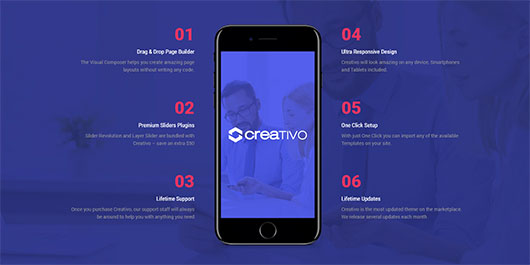 01
Drag & Drop Page Builder
The Visual Composer helps you create amazing page
layouts without writing any code.
02
Premium Sliders Plugins
Slider Revolution and Layer Slider are bundled with
Creativo – save an extra $30
03
Lifetime Support
Once you purchase Creativo, our support staff will always
be around to help you with anything you need
creativo
04
Ultra Responsive Design
Creativo will look amazing on any device, Smartphones
and Tablets included.
05
One Click Setup
With just One Click you can import any of the available
Templates on your site.
06
Lifetime Updates
Creativo is the most updated theme on the marketplace.
We release several updates each month